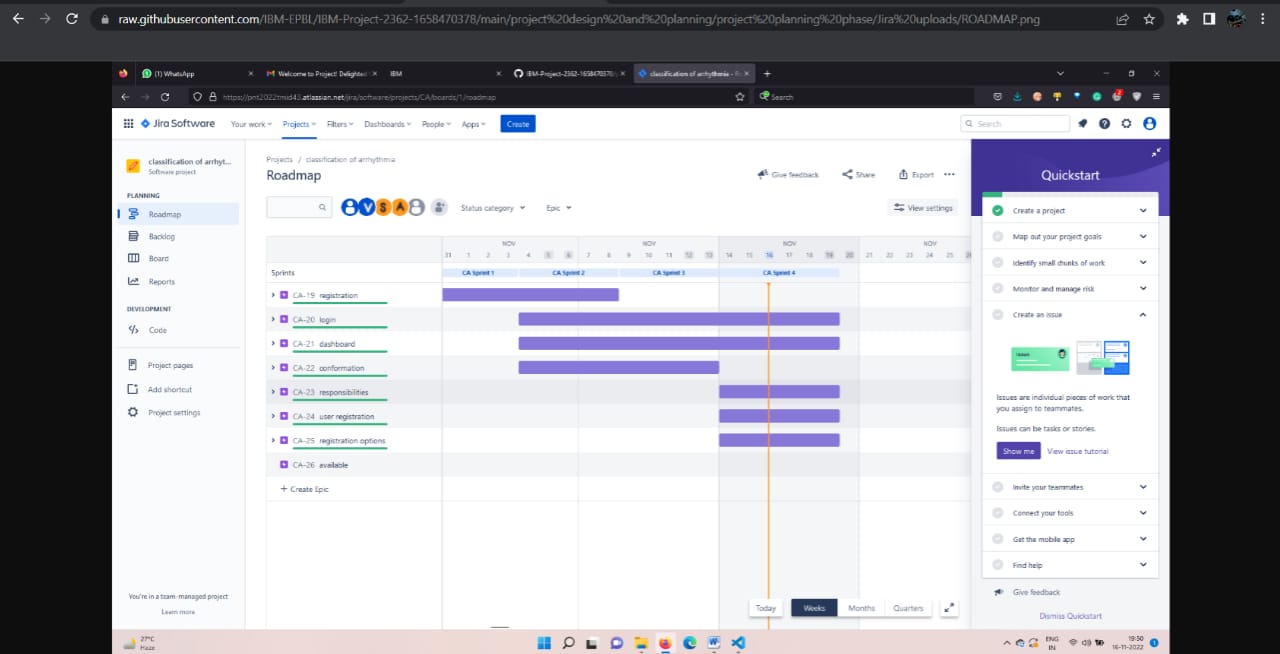 raw.githubusercontent.com/IBM-EPBL/IBM-Project-2362-1658470378/main/project%20design%20and%20planning/project%20planning%20phase/Jira%20uploads/ROADMAP.png
(1) WhatsApp
Welcome to Project! Delighted
IBM
IBM-Project-2362-1658470378/p
classification of arrhythmia - Ro
https://pnt2022tmid43.atlassian.net/jira/software/projects/CA/boards/1/roadmap
Search
Jira Software
Your work
Projects
Filters
Dashboards
People
Apps
Create
Search
classification of arrhyt...
Software project
PLANNING
Roadmap
Backlog
Board
Reports
DEVELOPMENT
Code
Project pages
Add shortcut
Project settings
You're in a team-managed project
Learn more
Projects / classification of arrhythmia
Roadmap
Give feedback
Share
Export
V S A
Status category
Epic
View settings
NOV NOV NOV NOV
31 1 2 3 4 5 6 7 8 9 10 11 12 13 14 15 16 17 18 19 20 21 22 23 24 25
Sprints
CA Sprint 1
CA Sprint 2
CA Sprint 3
CA Sprint 4
CA-19 registration
CA-20 login
CA-21 dashboard
CA-22 conformation
CA-23 responsibilities
CA-24 user registration
CA-25 registration options
CA-26 available
+ Create Epic
Today
Weeks
Months
Quarters
Quickstart
Create a project
Map out your project goals
Identify small chunks of work
Monitor and manage risk
Create an issue
Issues are individual pieces of work that
you assign to teammates.
Issues can be tasks or stories.
Show me
View issue tutorial
Invite your teammates
Connect your tools
Get the mobile app
Find help
Give feedback
Dismiss Quickstart
27°C
Haze
ENG
IN
19:50
16-11-2022
1